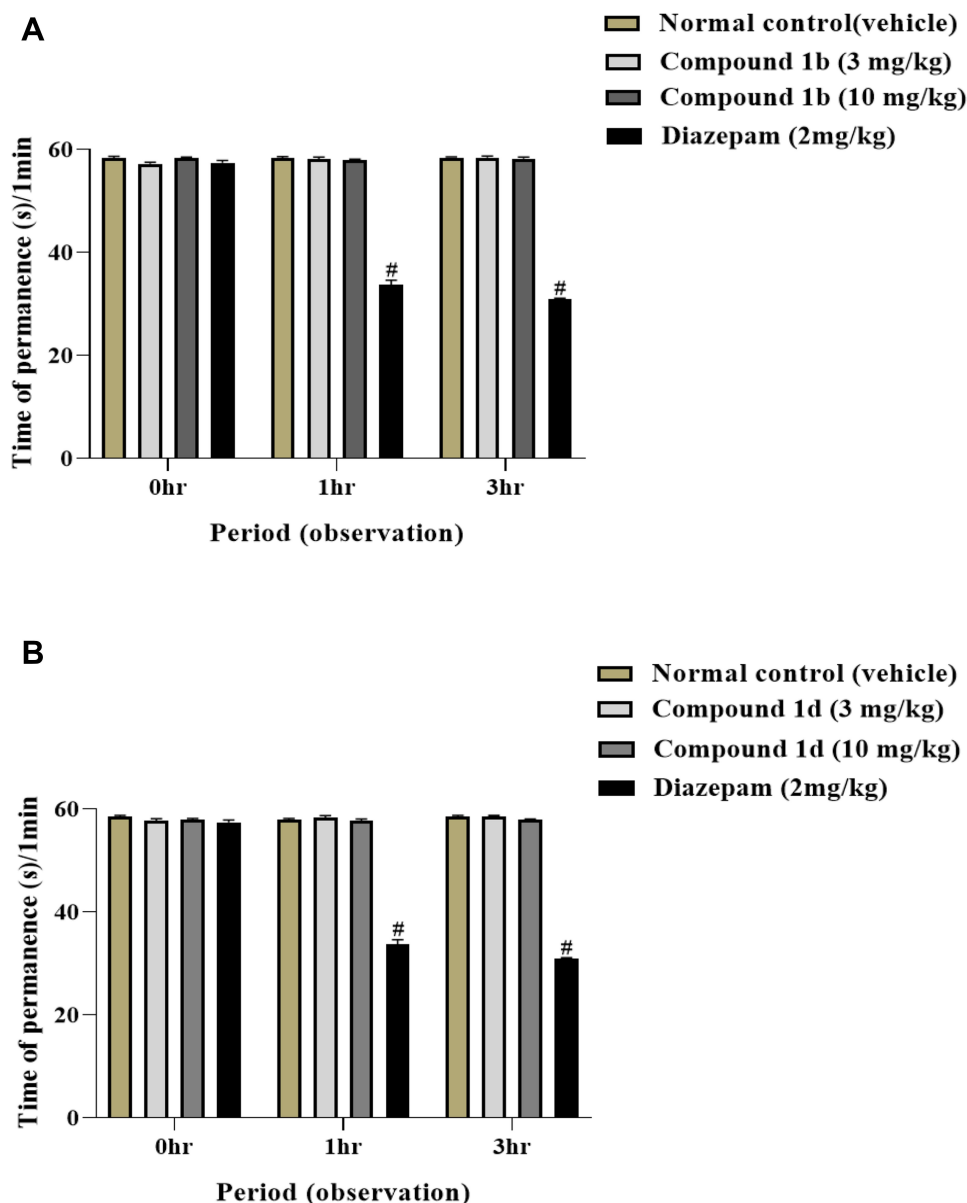 A
Normal control(vehicle)
Compound 1b (3 mg/kg)
Compound 1b (10 mg/kg)
Diazepam (2mg/kg)
Time of permanence (s)/1min
60
40
20
0
#
#
0hr
1hr
3hr
Period (observation)
B
Normal control (vehicle)
Compound 1d (3 mg/kg)
Compound 1d (10 mg/kg)
Diazepam (2mg/kg)
Time of permanence (s)/1min
60
40
20
0
#
#
0hr
1hr
3hr
Period (observation)